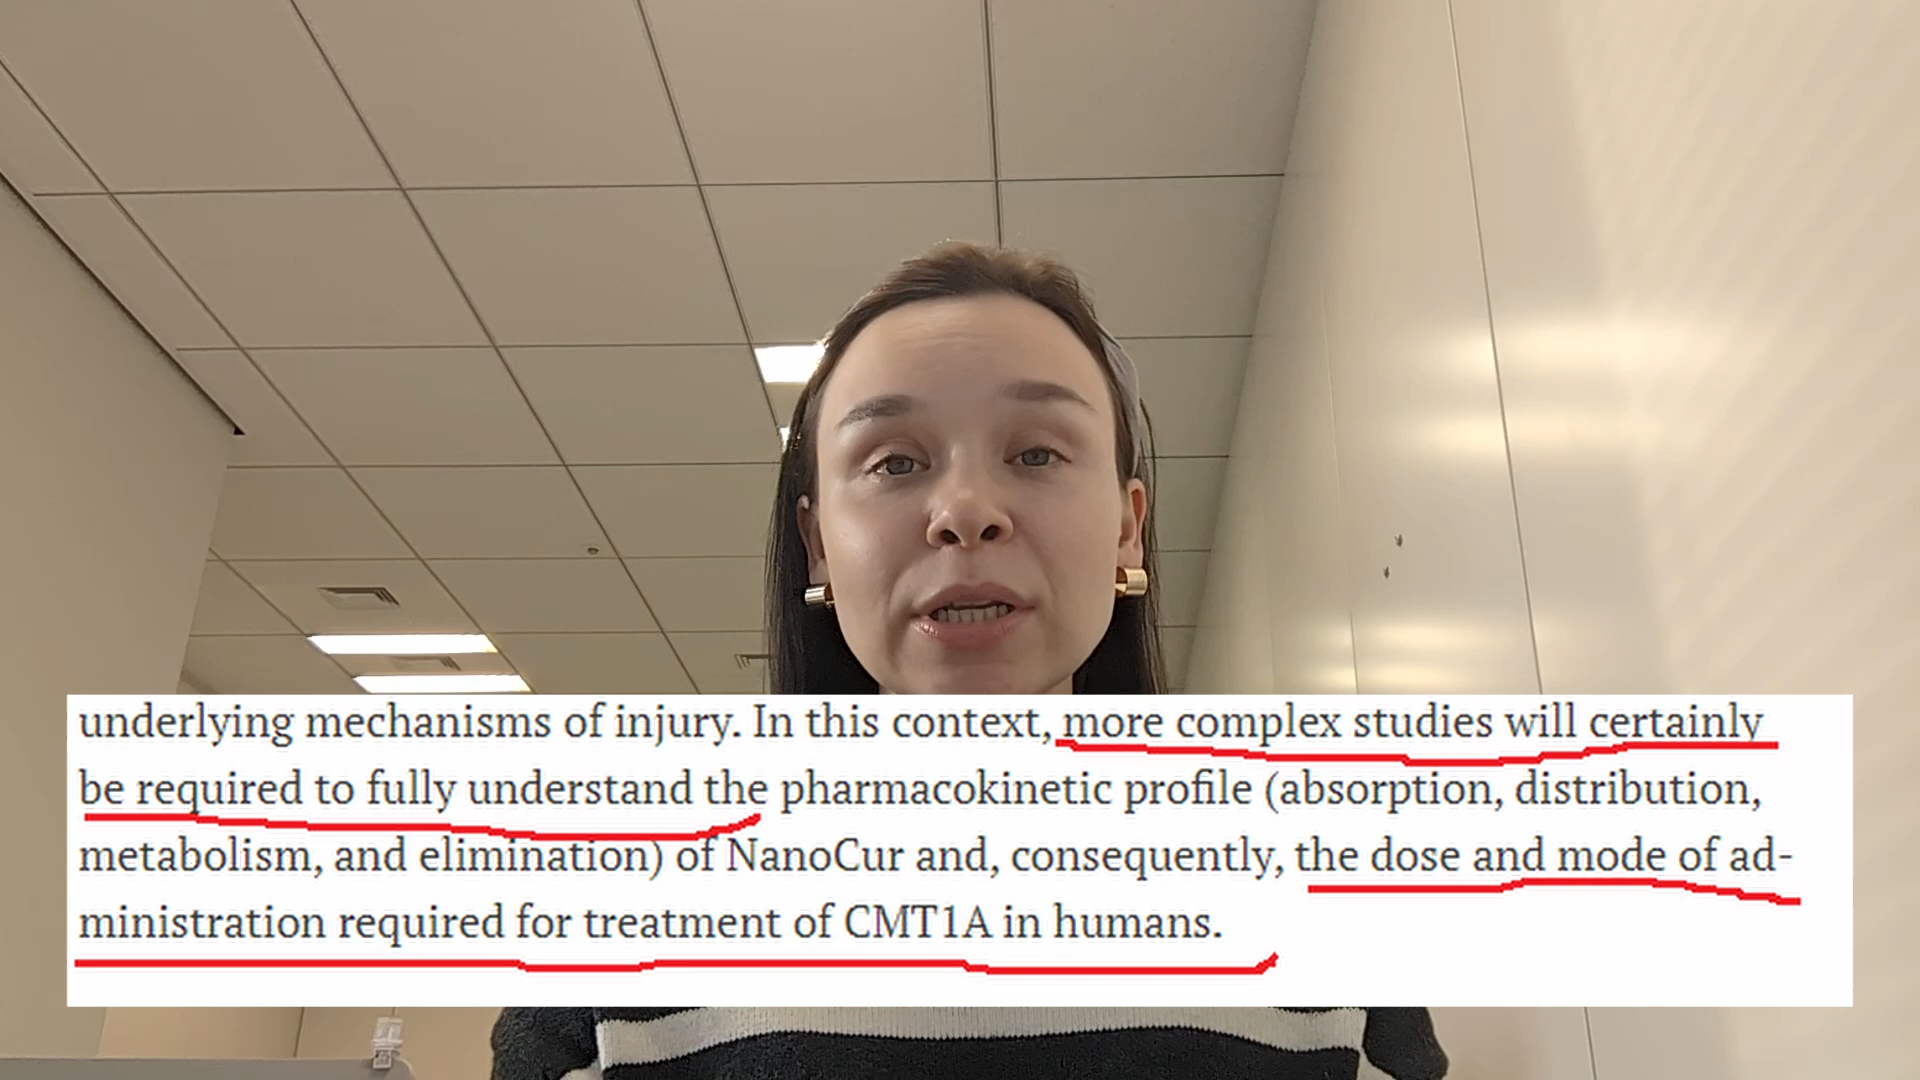 underlying mechanisms of injury. In this context, more complex studies will certainly
be required to fully understand the pharmacokinetic profile (absorption, distribution,
metabolism, and elimination) of NanoCur and, consequently, the dose and mode of ad-
ministration required for treatment of CMT1A in humans.